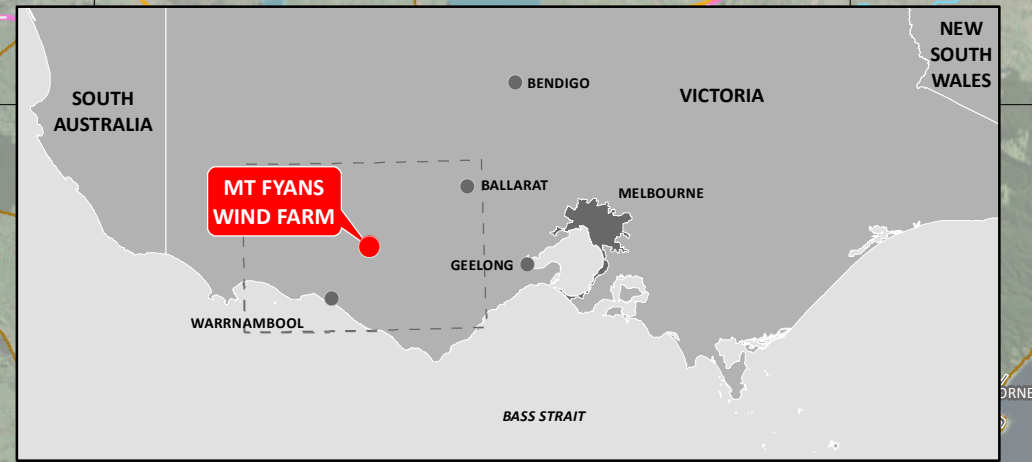 NEW
SOUTH
WALES
SOUTH
AUSTRALIA
BENDIGO
VICTORIA
MT FYANS
WIND FARM
BALLARAT
MELBOURNE
GEELONG
WARRNAMBOOL
BASS STRAIT